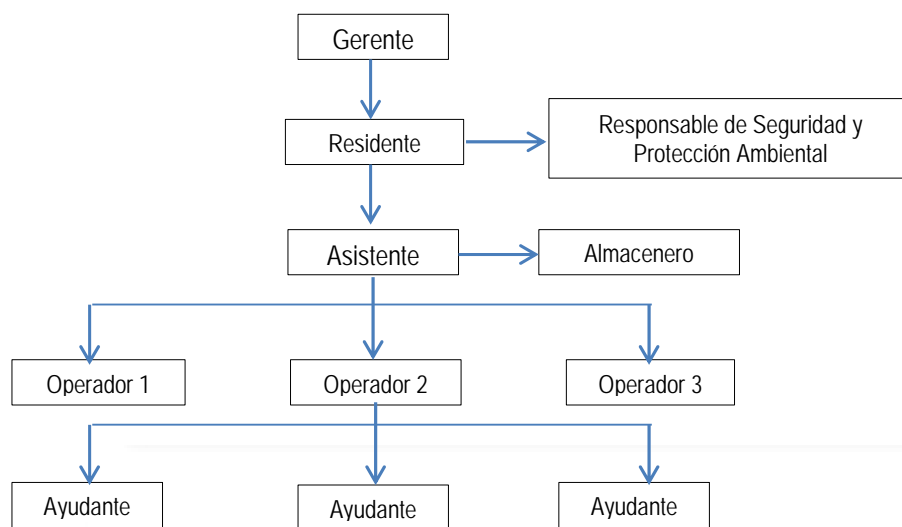 Gerente
Residente
Responsable de Seguridad y
Protección Ambiental
Asistente
Almacenero
Operador 1
Operador 2
Operador 3
Ayudante
Ayudante
Ayudante